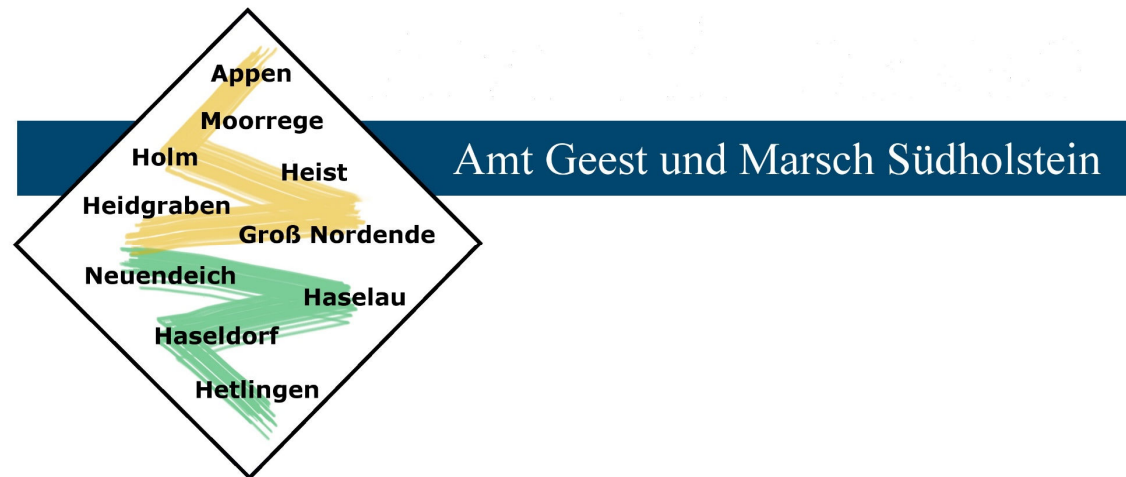 Appen
Moorrege
Holm
Heist
Heidgraben
Groß Nordende
Neuendeich
Haselau
Haseldorf
Hetlingen
Amt Geest und Marsch Südholstein